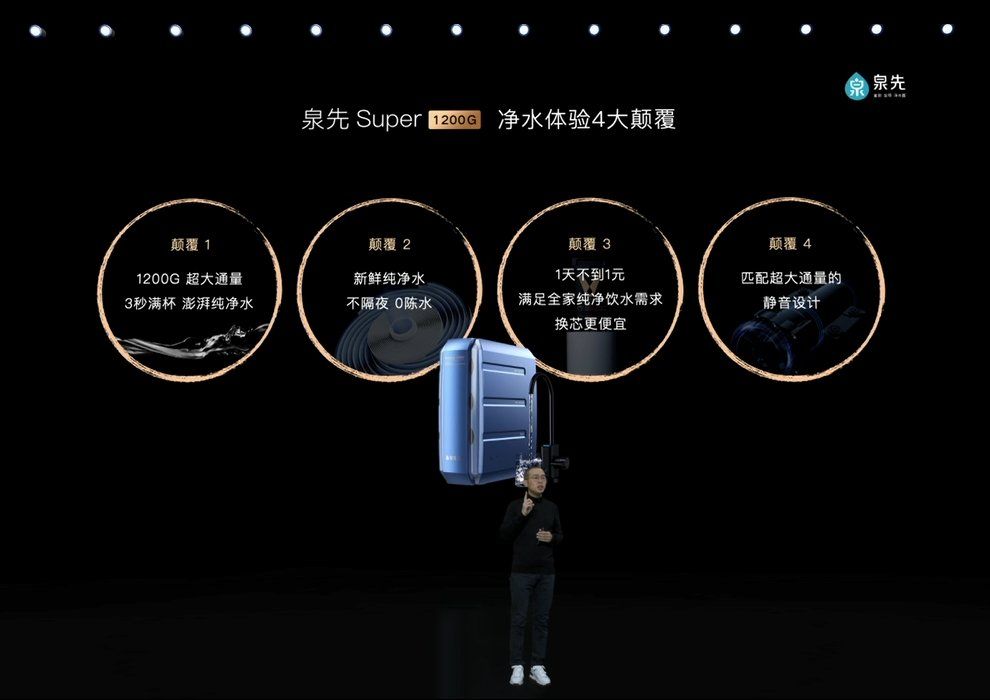 泉先
泉先 Super 1200G 净水体验4大颠覆
颠覆 1
1200G 超大通量
3秒满杯 澎湃纯净水
颠覆 2
新鲜纯净水
不隔夜 0陈水
颠覆 3
1天不到1元
满足全家纯净饮水需求
换芯更便宜
颠覆 4
匹配超大通量的
静音设计